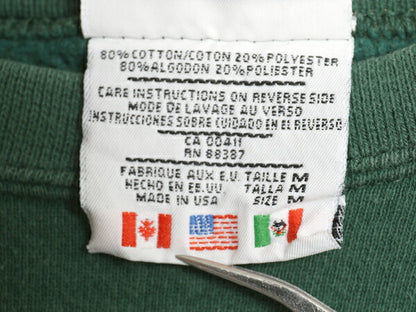 80% COTTON/COTON 20% POLYESTER
80% ALGODON 20% POLIESTER
CARE INSTRUCTIONS ON REVERSE SIDE
MODE DE LAVAGE AU VERSO
INSTRUCCIONES SOBRE CUIDADO EN EL REVERSO
CA 00411
RN 88387
FABRIQUE AUX E.U. TAILLE M
HECHO EN EE.UU. TALLA M
MADE IN USA SIZE M